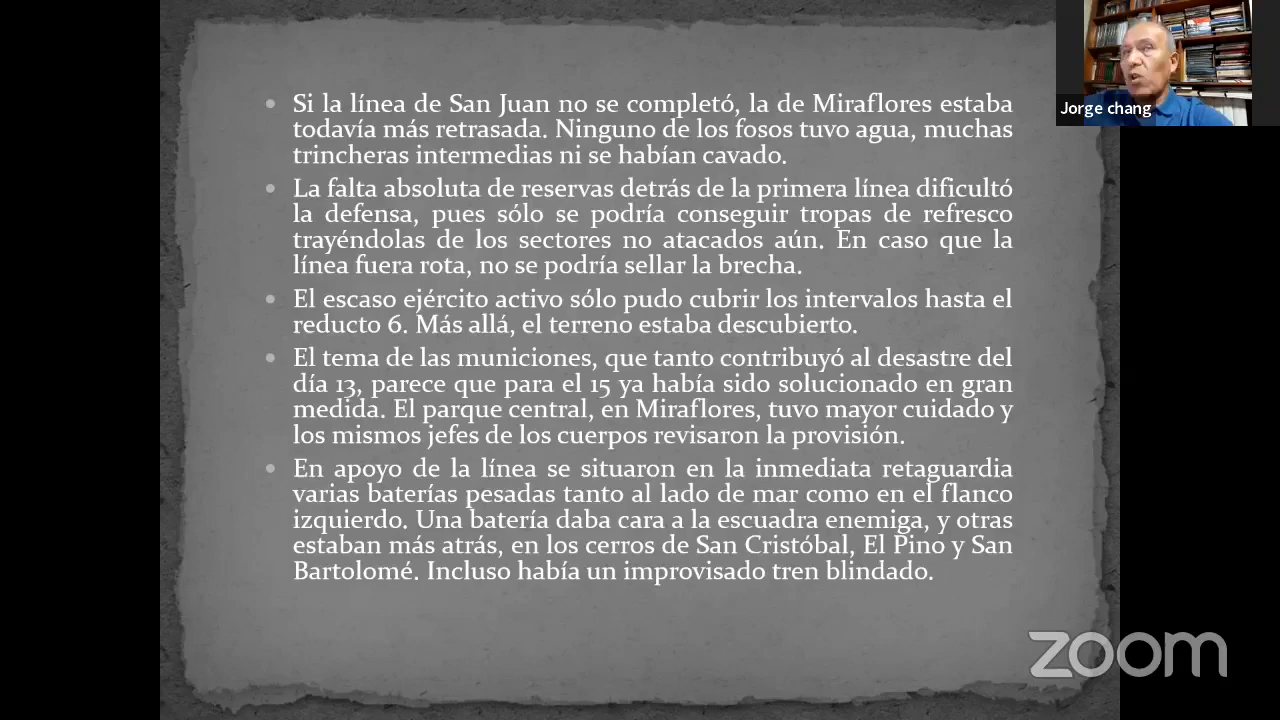 Si la línea de San Juan no se completó, la de Miraflores estaba
todavía más retrasada. Ninguno de los fosos tuvo agua, muchas
trincheras intermedias ni se habían cavado.
La falta absoluta de reservas detrás de la primera línea dificultó
la defensa, pues sólo se podría conseguir tropas de refresco
trayéndolas de los sectores no atacados aún. En caso que la
línea fuera rota, no se podría sellar la brecha.
El escaso ejército activo sólo pudo cubrir los intervalos hasta el
reducto 6. Más allá, el terreno estaba descubierto.
El tema de las municiones, que tanto contribuyó al desastre del
día 13, parece que para el 15 ya había sido solucionado en gran
medida. El parque central, en Miraflores, tuvo mayor cuidado y
los mismos jefes de los cuerpos revisaron la provisión.
En apoyo de la línea se situaron en la inmediata retaguardia
varias baterías pesadas tanto al lado de mar como en el flanco
izquierdo. Una batería daba cara a la escuadra enemiga, y otras
estaban más atrás, en los cerros de San Cristóbal, El Pino y San
Bartolomé. Incluso había un improvisado tren blindado.
Jorge chang
zoom